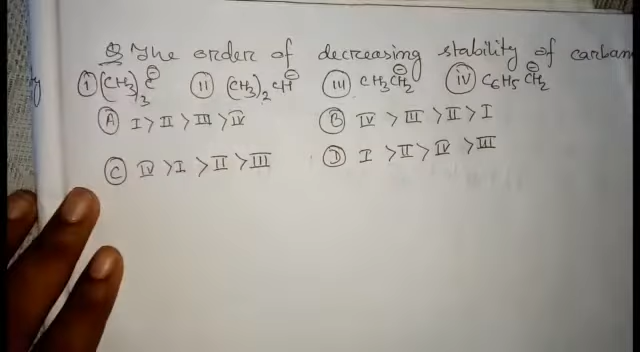 Q The order of decreasing stability of carban
(i) (CH₃)₃C⊖ (ii) (CH₃)₂CH⊖ (iii) CH₃CH₂⊖ (iv) C₆H₅CH₂⊖
(A) I > II > III > IV (B) IV > III > II > I
(C) IV > I > II > III (D) I > II > IV > III